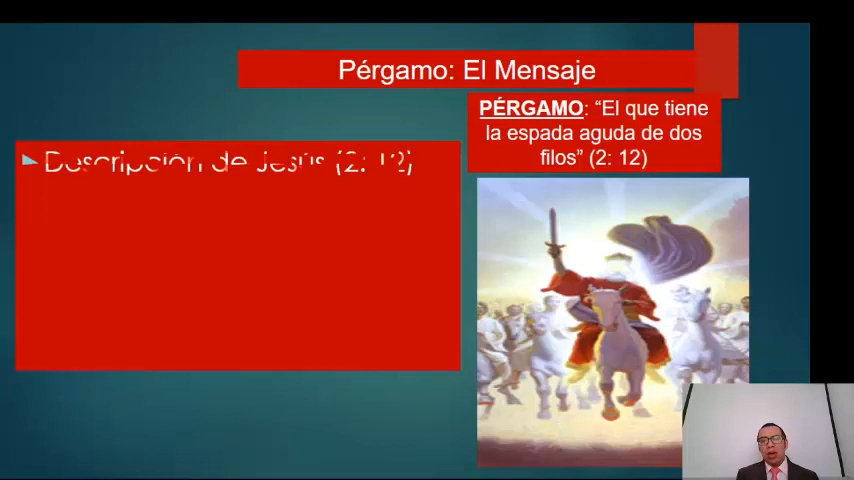 Pérgamo: El Mensaje
PÉRGAMO: “El que tiene
la espada aguda de dos
filos” (2: 12)
Descripción de Jesús (2: 12)